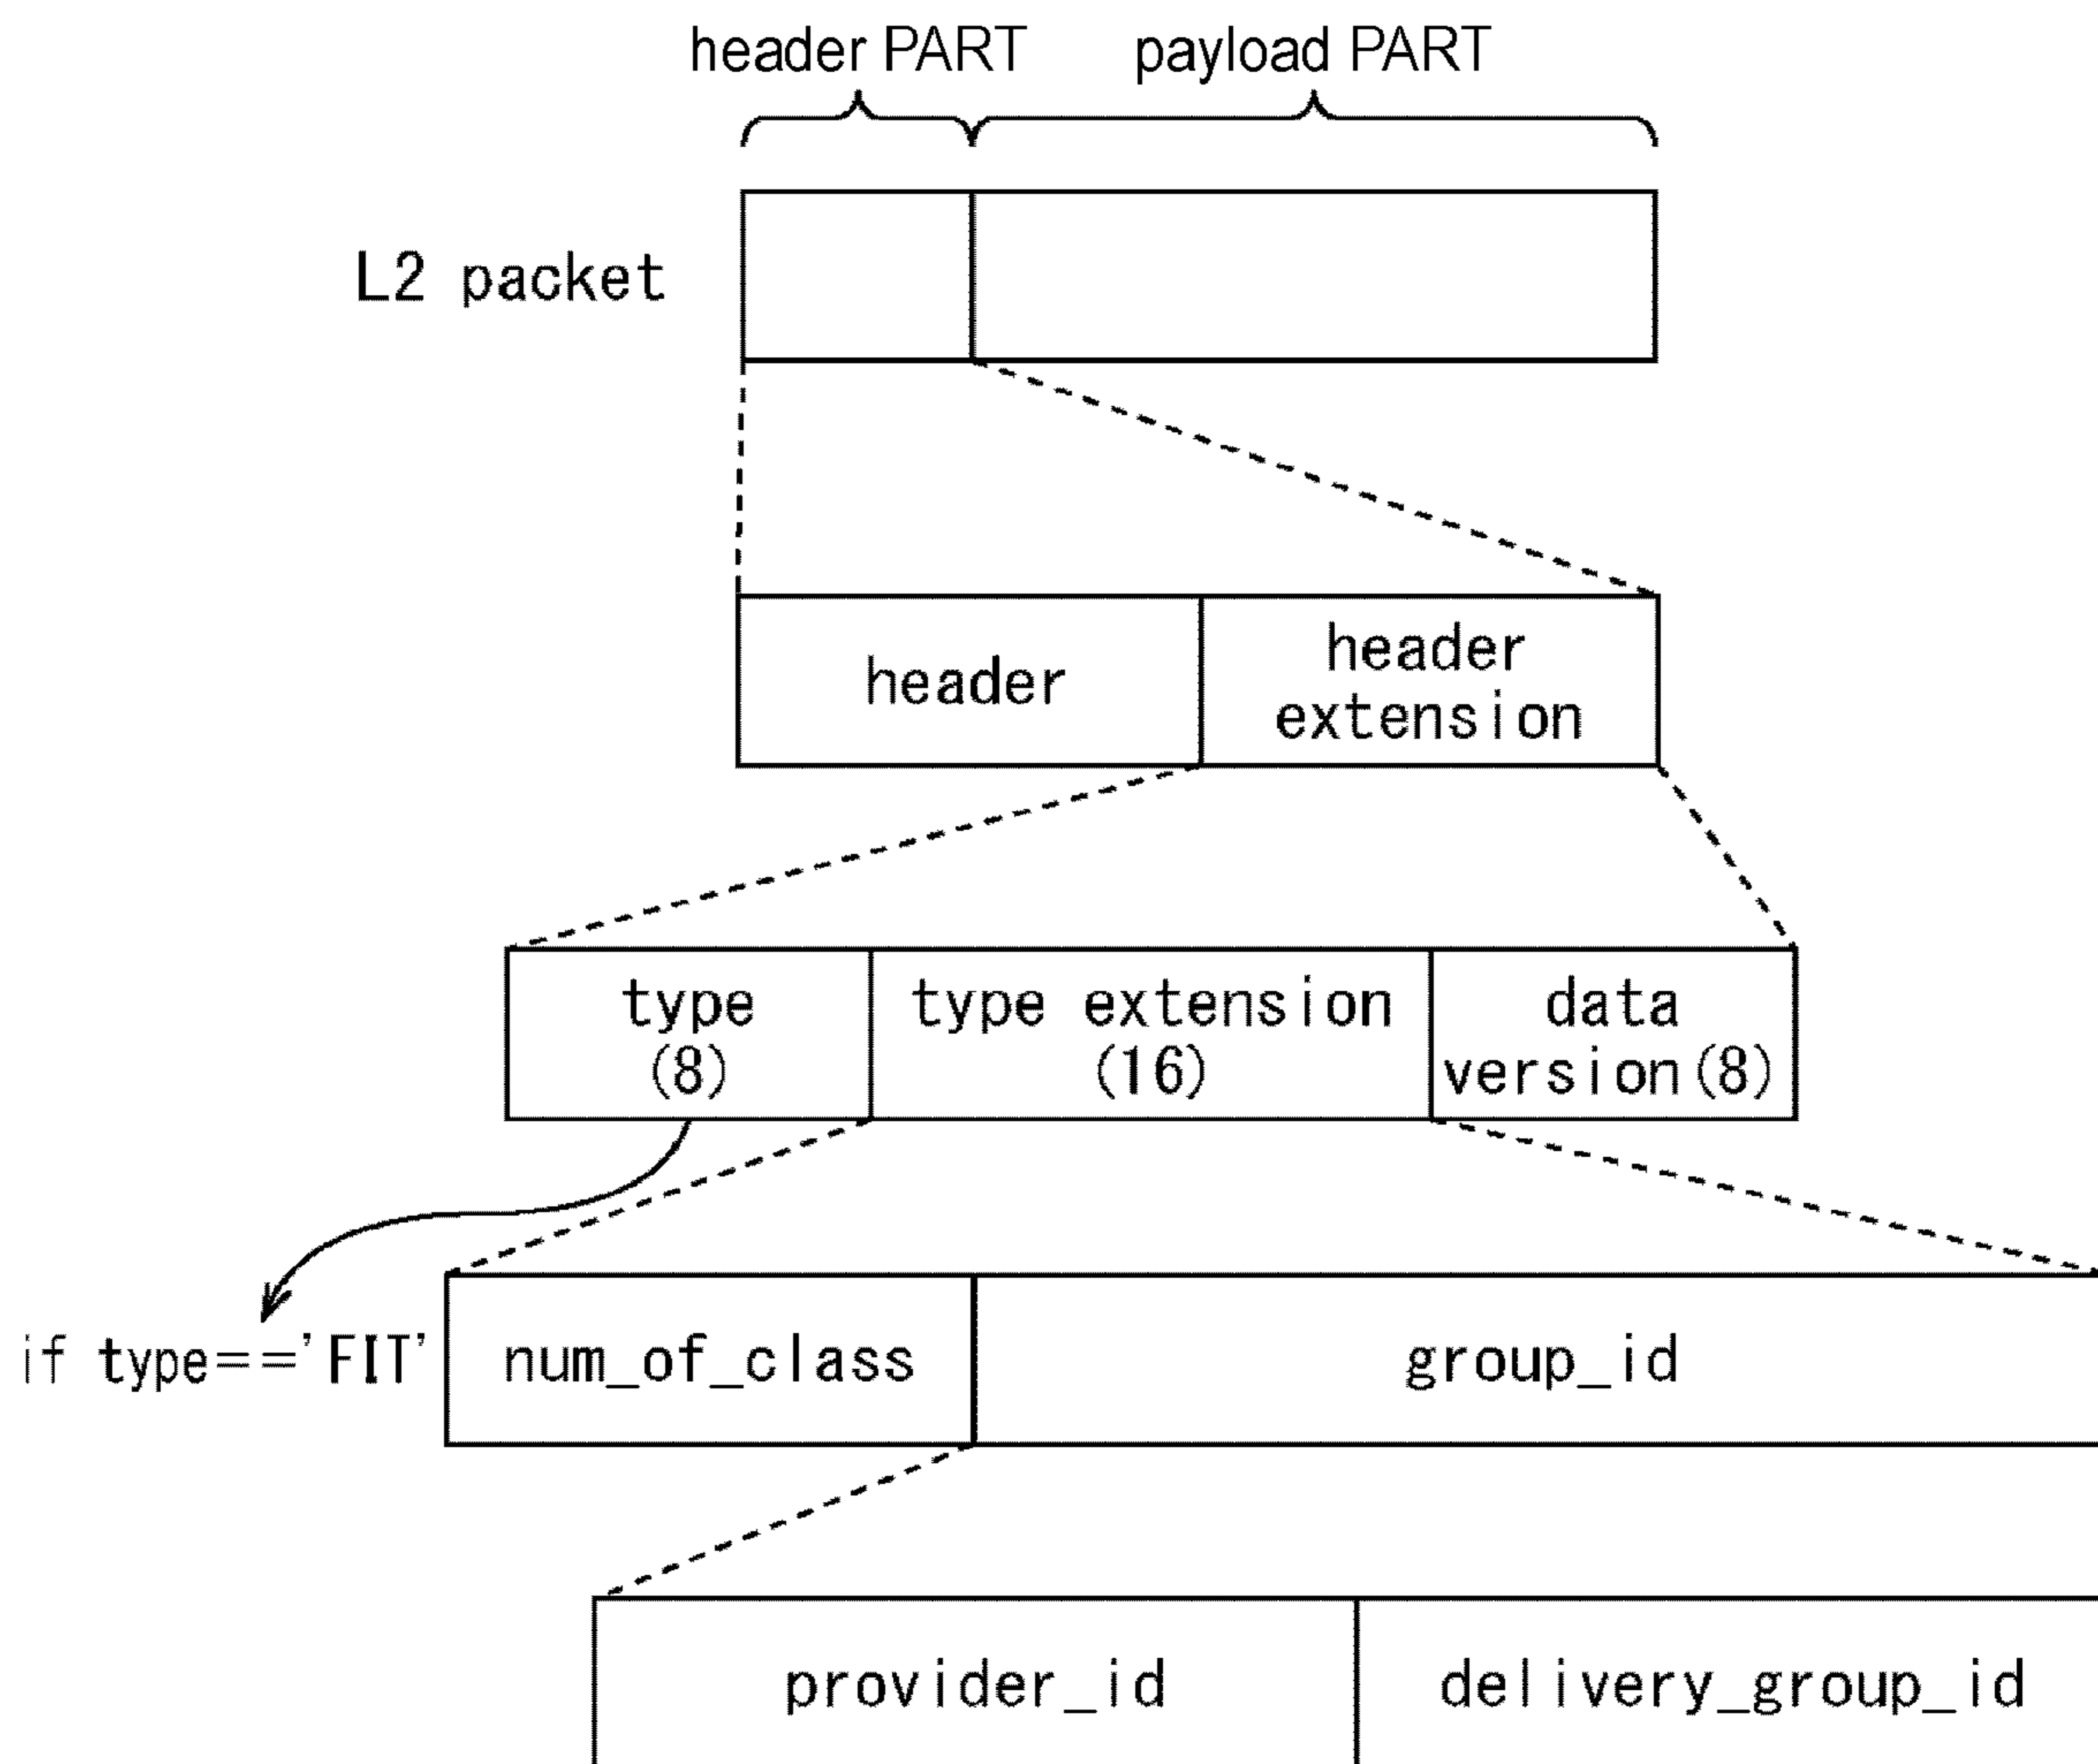 header PART payload PART
L2 packet
header
header
extension
type
(8)
type extension
(16)
data
version(8)
if type=='FIT'
num_of_class
group_id
provider_id
delivery_group_id